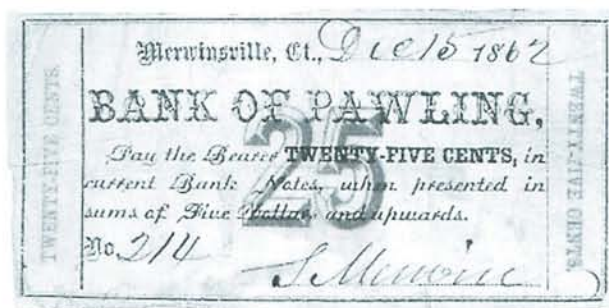 Merwinsville, Ct., Dec 15 1862
BANK OF PAWLING,
Pay the Bearer TWENTY-FIVE CENTS, in
current Bank Notes, when presented in
sums of Five Dollars and upwards.
No. 214
S Merwin
TWENTY-FIVE CENTS.
TWENTY-FIVE CENTS.
25